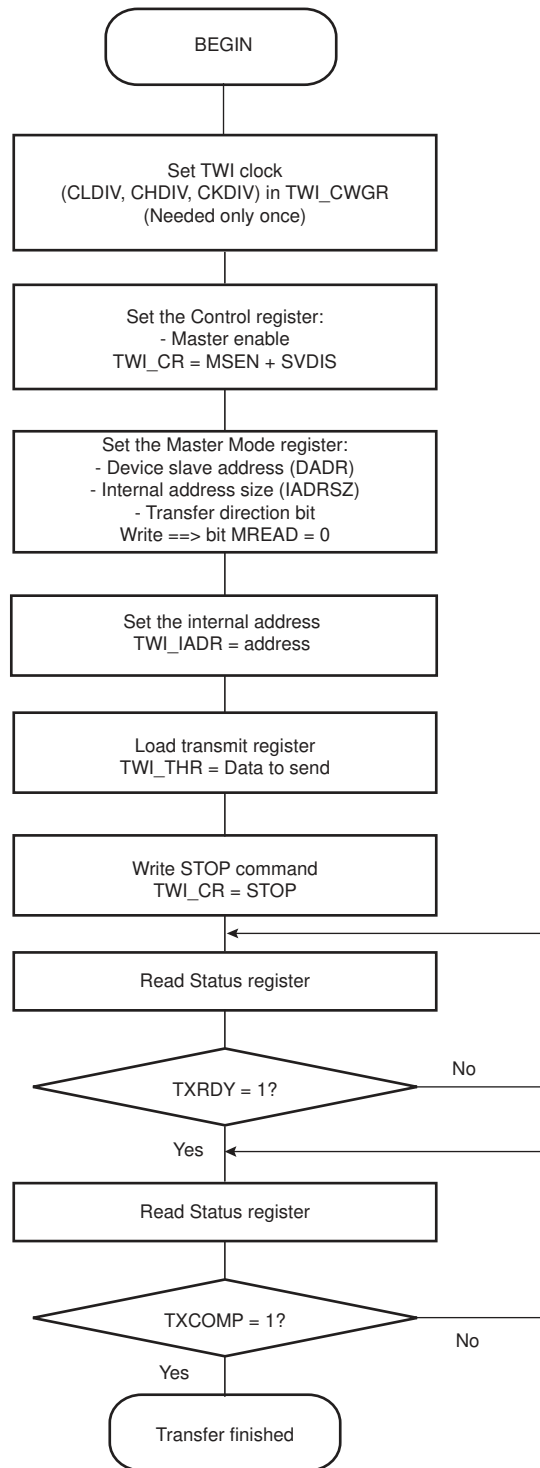 BEGIN
Set TWI clock
(CLDIV, CHDIV, CKDIV) in TWI_CWGR
(Needed only once)
Set the Control register:
- Master enable
TWI_CR = MSEN + SVDIS
Set the Master Mode register:
- Device slave address (DADR)
- Internal address size (IADRSZ)
- Transfer direction bit
Write ==> bit MREAD = 0
Set the internal address
TWI_IADR = address
Load transmit register
TWI_THR = Data to send
Write STOP command
TWI_CR = STOP
Read Status register
No
TXRDY = 1?
Yes
Read Status register
TXCOMP = 1?
No
Yes
Transfer finished